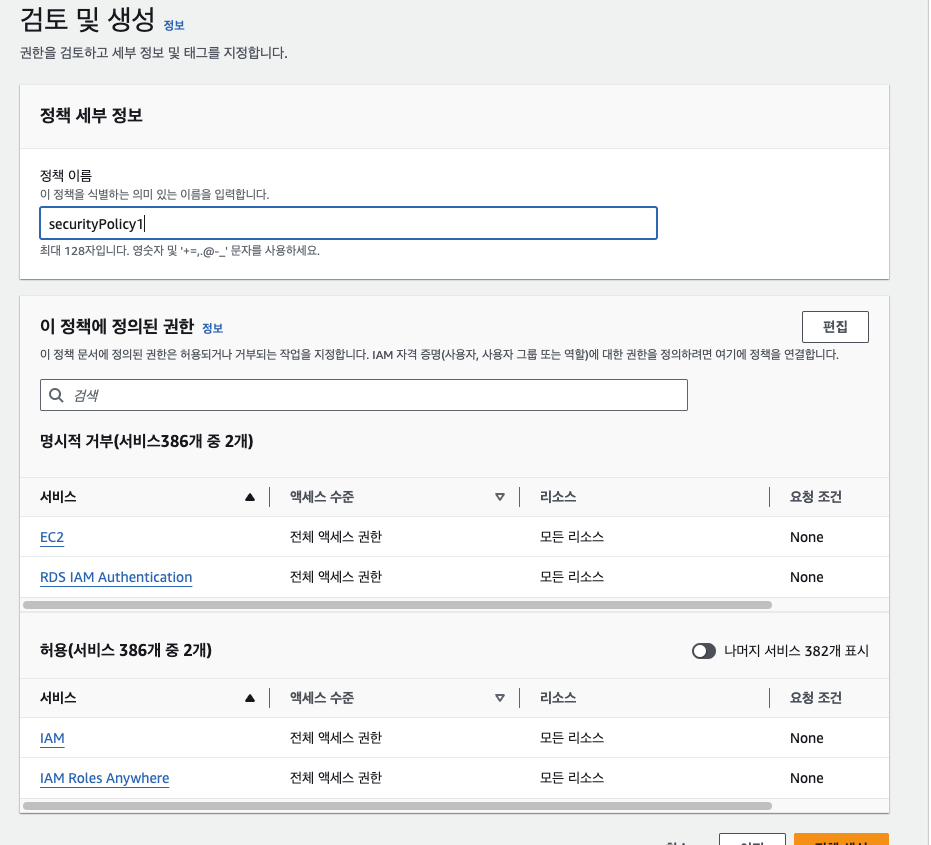 검토 및 생성 정보
권한을 검토하고 세부 정보 및 태그를 지정합니다.
정책 세부 정보
정책 이름
이 정책을 식별하는 의미 있는 이름을 입력합니다.
securityPolicy1
최대 128자입니다. 영숫자 및 '+=,.@-_' 문자를 사용하세요.
이 정책에 정의된 권한 정보
편집
이 정책 문서에 정의된 권한은 허용되거나 거부되는 작업을 지정합니다. IAM 자격 증명(사용자, 사용자 그룹 또는 역할)에 대한 권한을 정의하려면 여기에 정책을 연결합니다.
검색
명시적 거부(서비스386개 중 2개)
서비스 액세스 수준 리소스 요청 조건
EC2 전체 액세스 권한 모든 리소스 None
RDS IAM Authentication 전체 액세스 권한 모든 리소스 None
허용(서비스 386개 중 2개) 나머지 서비스 382개 표시
서비스 액세스 수준 리소스 요청 조건
IAM 전체 액세스 권한 모든 리소스 None
IAM Roles Anywhere 전체 액세스 권한 모든 리소스 None